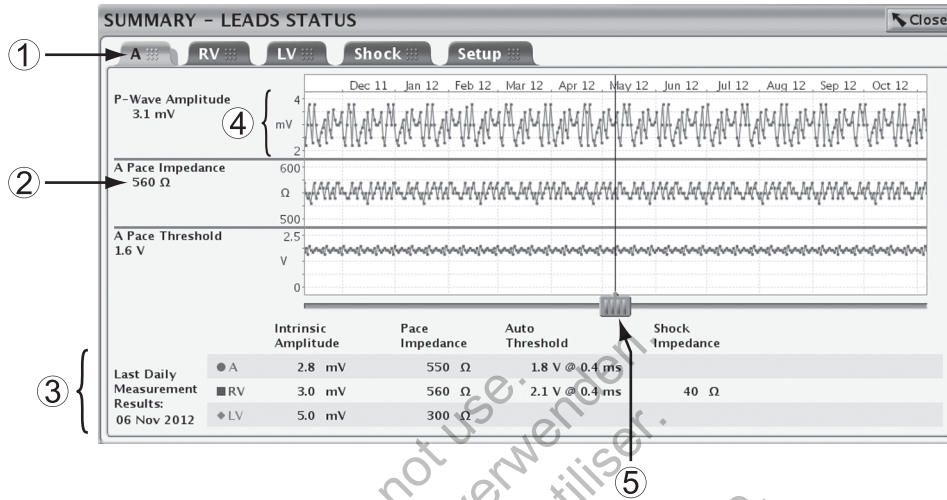 SUMMARY – LEADS STATUS
Close
1
A RV LV Shock Setup
Dec 11 Jan 12 Feb 12 Mar 12 Apr 12 May 12 Jun 12 Jul 12 Aug 12 Sep 12 Oct 12
P-Wave Amplitude
3.1 mV
4
4
mV
2
A Pace Impedance
560 Ω
2
600
Ω
500
A Pace Threshold
1.6 V
2.5
V
0
Intrinsic Amplitude
Pace Impedance
Auto Threshold
Shock Impedance
3
Last Daily
Measurement
Results:
06 Nov 2012
A 2.8 mV 550 Ω 1.8 V @ 0.4 ms
RV 3.0 mV 560 Ω 2.1 V @ 0.4 ms 40 Ω
LV 5.0 mV 300 Ω
5
not use.
verwenden.
utiliser.